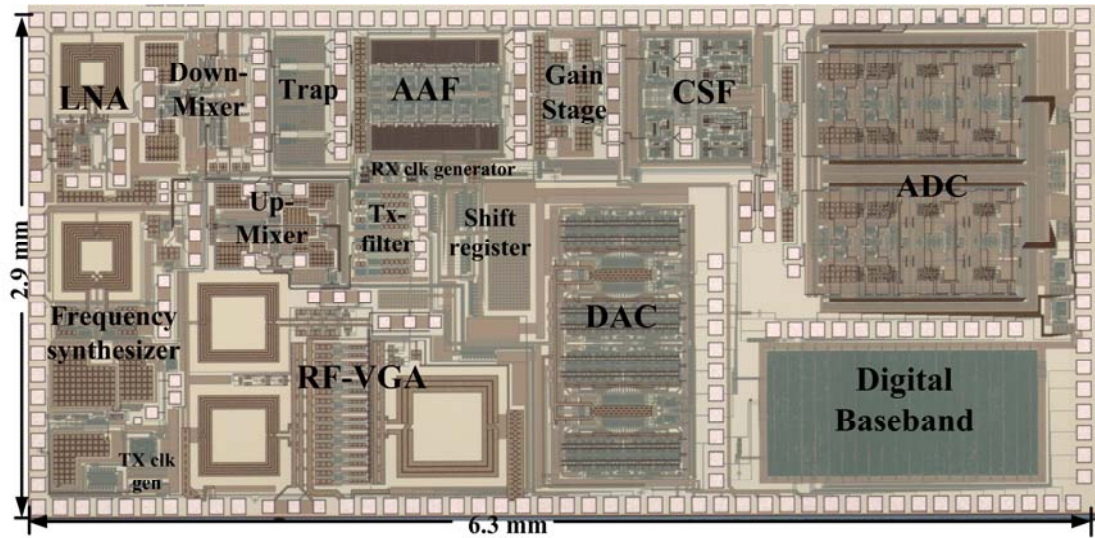 LNA
Down-
Mixer
Trap
AAF
Gain
Stage
CSF
ADC
RX clk generator
Up-
Mixer
Tx-
filter
Shift
register
2.9 mm
Frequency
synthesizer
RF-VGA
DAC
Digital
Baseband
TX clk
gen
6.3 mm